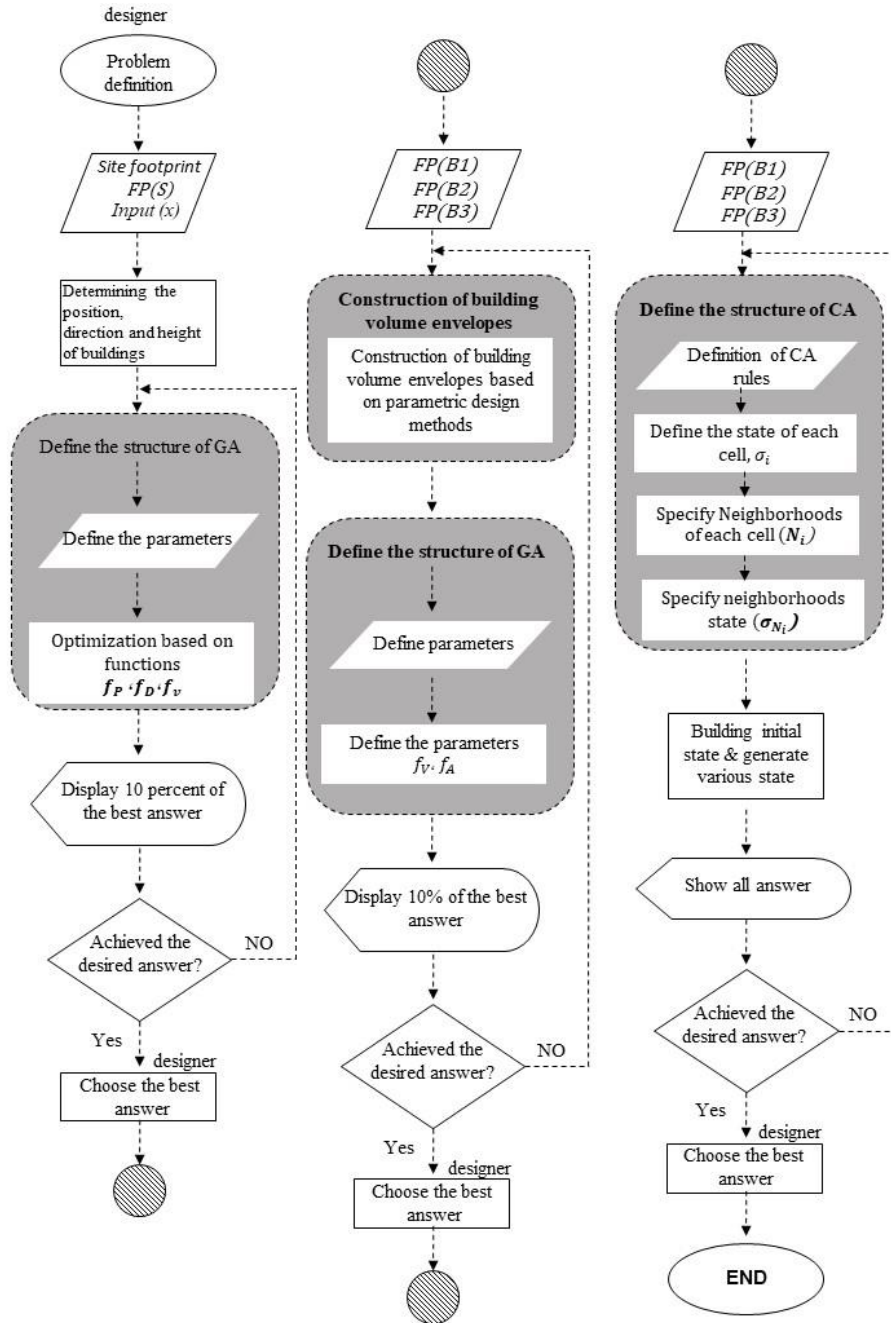 designer
Problem
definition
Site footprint
FP(S)
Input (x)
Determining the
position,
direction and height
of buildings
Define the structure of GA
Define the parameters
Optimization based on
functions
f_P ، f_D ، f_v
Display 10 percent of
the best answer
Achieved the
desired answer?
NO
Yes
designer
Choose the best
answer
FP(B1)
FP(B2)
FP(B3)
Construction of building
volume envelopes
Construction of building
volume envelopes based
on parametric design
methods
Define the structure of GA
Define parameters
Define the parameters
f_V ، f_A
Display 10% of the best
answer
Achieved the
desired answer?
NO
Yes
designer
Choose the best
answer
FP(B1)
FP(B2)
FP(B3)
Define the structure of CA
Definition of CA
rules
Define the state of each
cell, σ_i
Specify Neighborhoods
of each cell (N_i)
Specify neighborhoods
state (σ_{N_i})
Building initial
state & generate
various state
Show all answer
Achieved the
desired answer?
NO
Yes
designer
Choose the best
answer
END